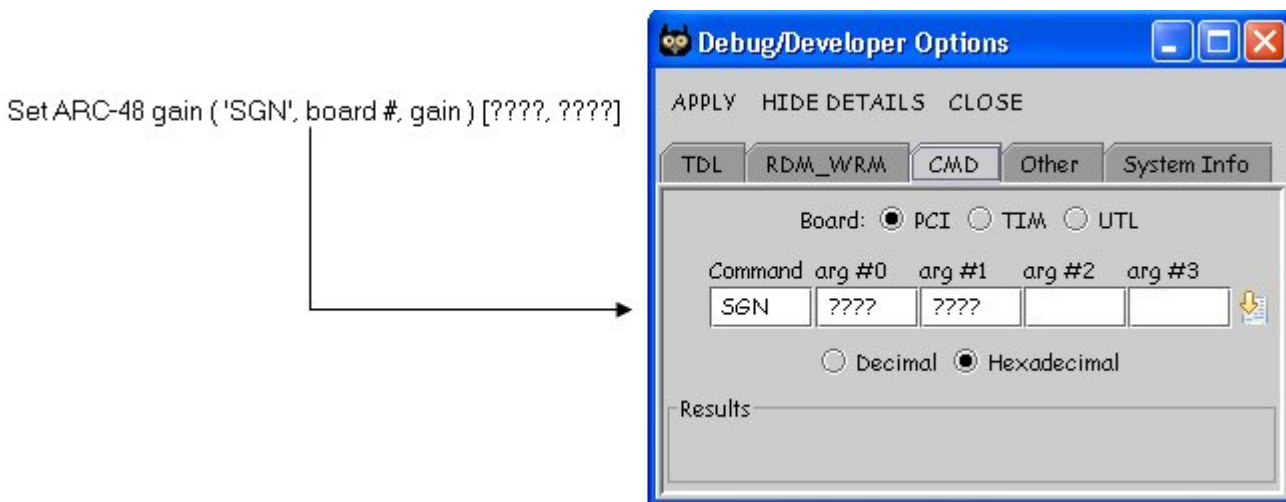 Set ARC-48 gain ( 'SGN', board #, gain ) [????, ????]
Debug/Developer Options
APPLY HIDE DETAILS CLOSE
TDL RDM_WRM CMD Other System Info
Board: PCI TIM UTL
Command arg #0 arg #1 arg #2 arg #3
SGN ???? ????
Decimal Hexadecimal
Results